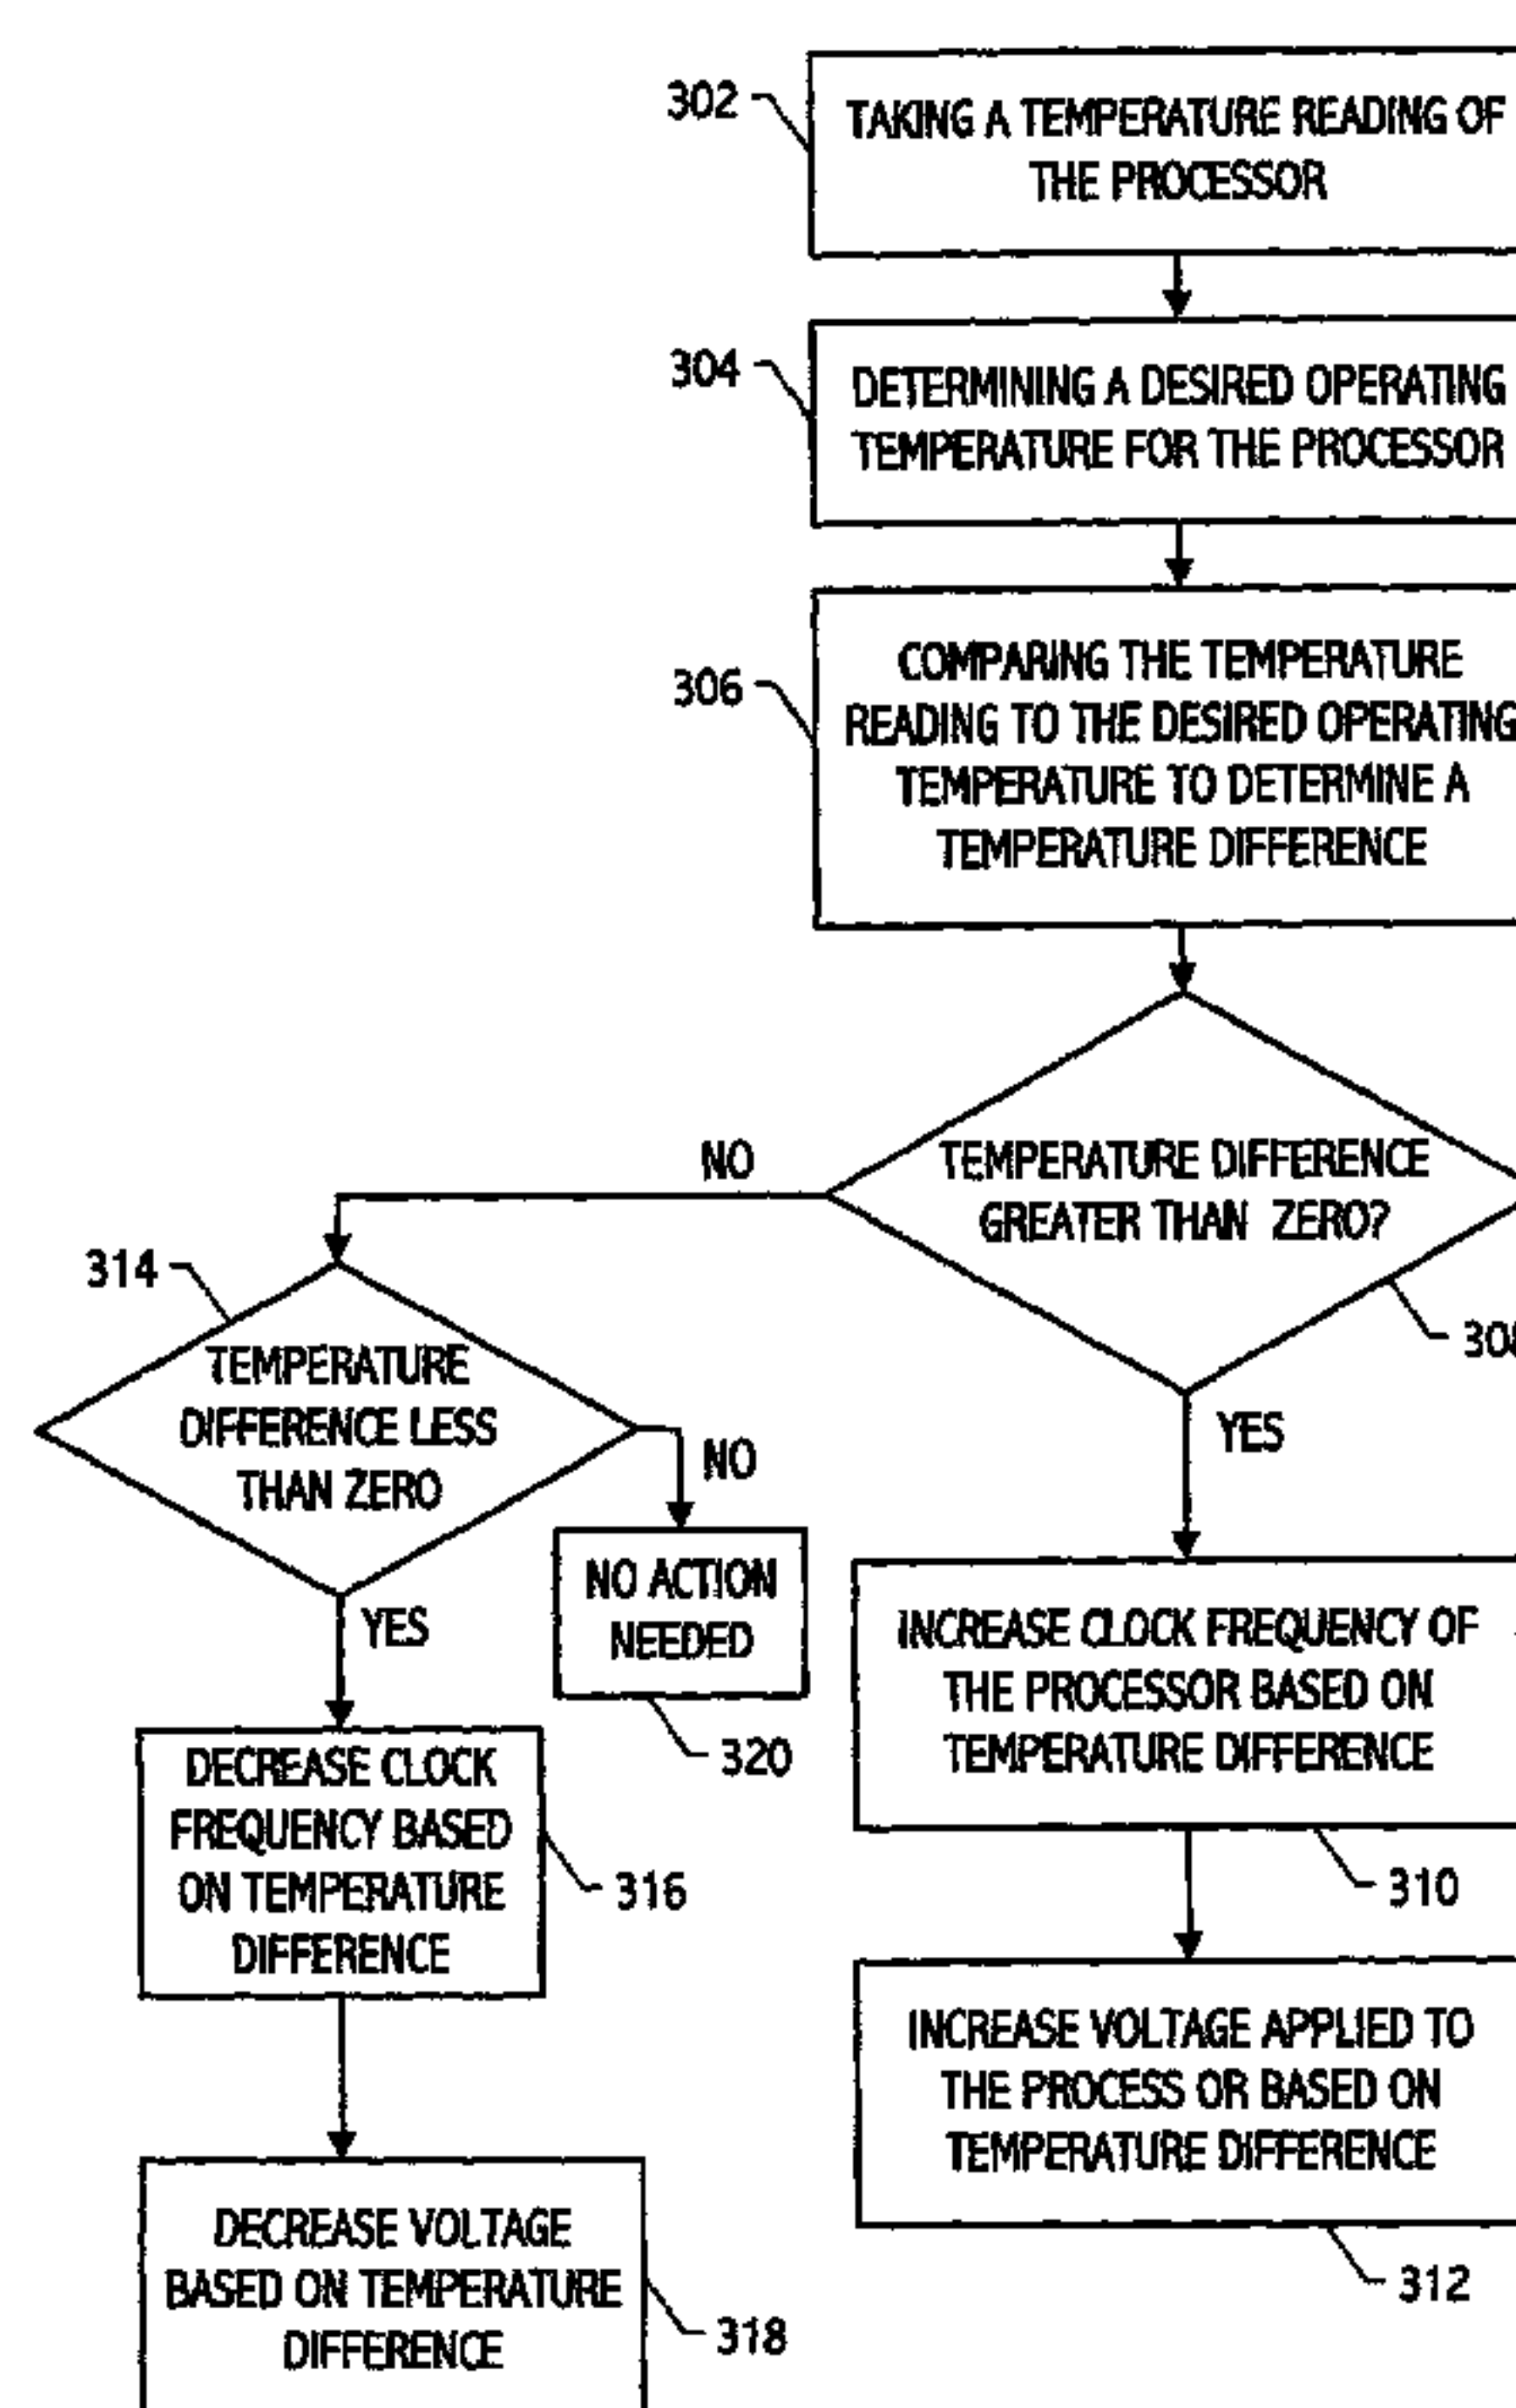 302
TAKING A TEMPERATURE READING OF
THE PROCESSOR
304
DETERMINING A DESIRED OPERATING
TEMPERATURE FOR THE PROCESSOR
306
COMPARING THE TEMPERATURE
READING TO THE DESIRED OPERATING
TEMPERATURE TO DETERMINE A
TEMPERATURE DIFFERENCE
TEMPERATURE DIFFERENCE
GREATER THAN ZERO?
NO
YES
314
TEMPERATURE
DIFFERENCE LESS
THAN ZERO
NO
NO ACTION
NEEDED
320
YES
DECREASE CLOCK
FREQUENCY BASED
ON TEMPERATURE
DIFFERENCE
316
DECREASE VOLTAGE
BASED ON TEMPERATURE
DIFFERENCE
318
INCREASE CLOCK FREQUENCY OF
THE PROCESSOR BASED ON
TEMPERATURE DIFFERENCE
310
INCREASE VOLTAGE APPLIED TO
THE PROCESS OR BASED ON
TEMPERATURE DIFFERENCE
312